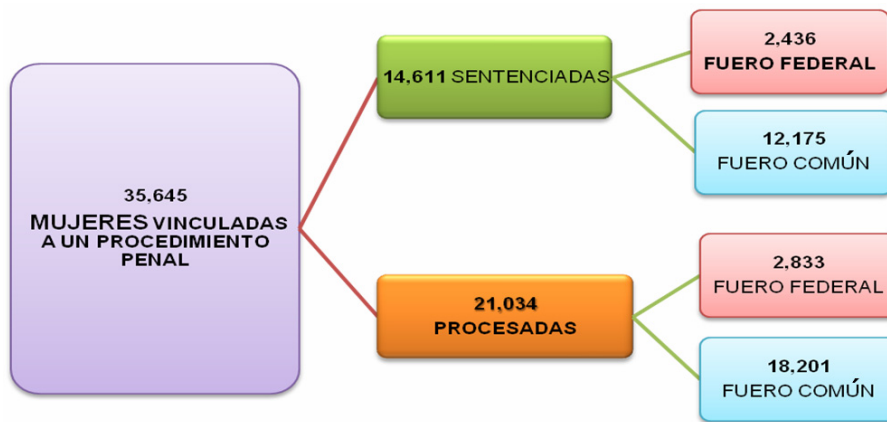 35,645
MUJERES VINCULADAS
A UN PROCEDIMIENTO
PENAL
14,611 SENTENCIADAS
2,436
FUERO FEDERAL
12,175
FUERO COMÚN
21,034
PROCESADAS
2,833
FUERO FEDERAL
18,201
FUERO COMÚN